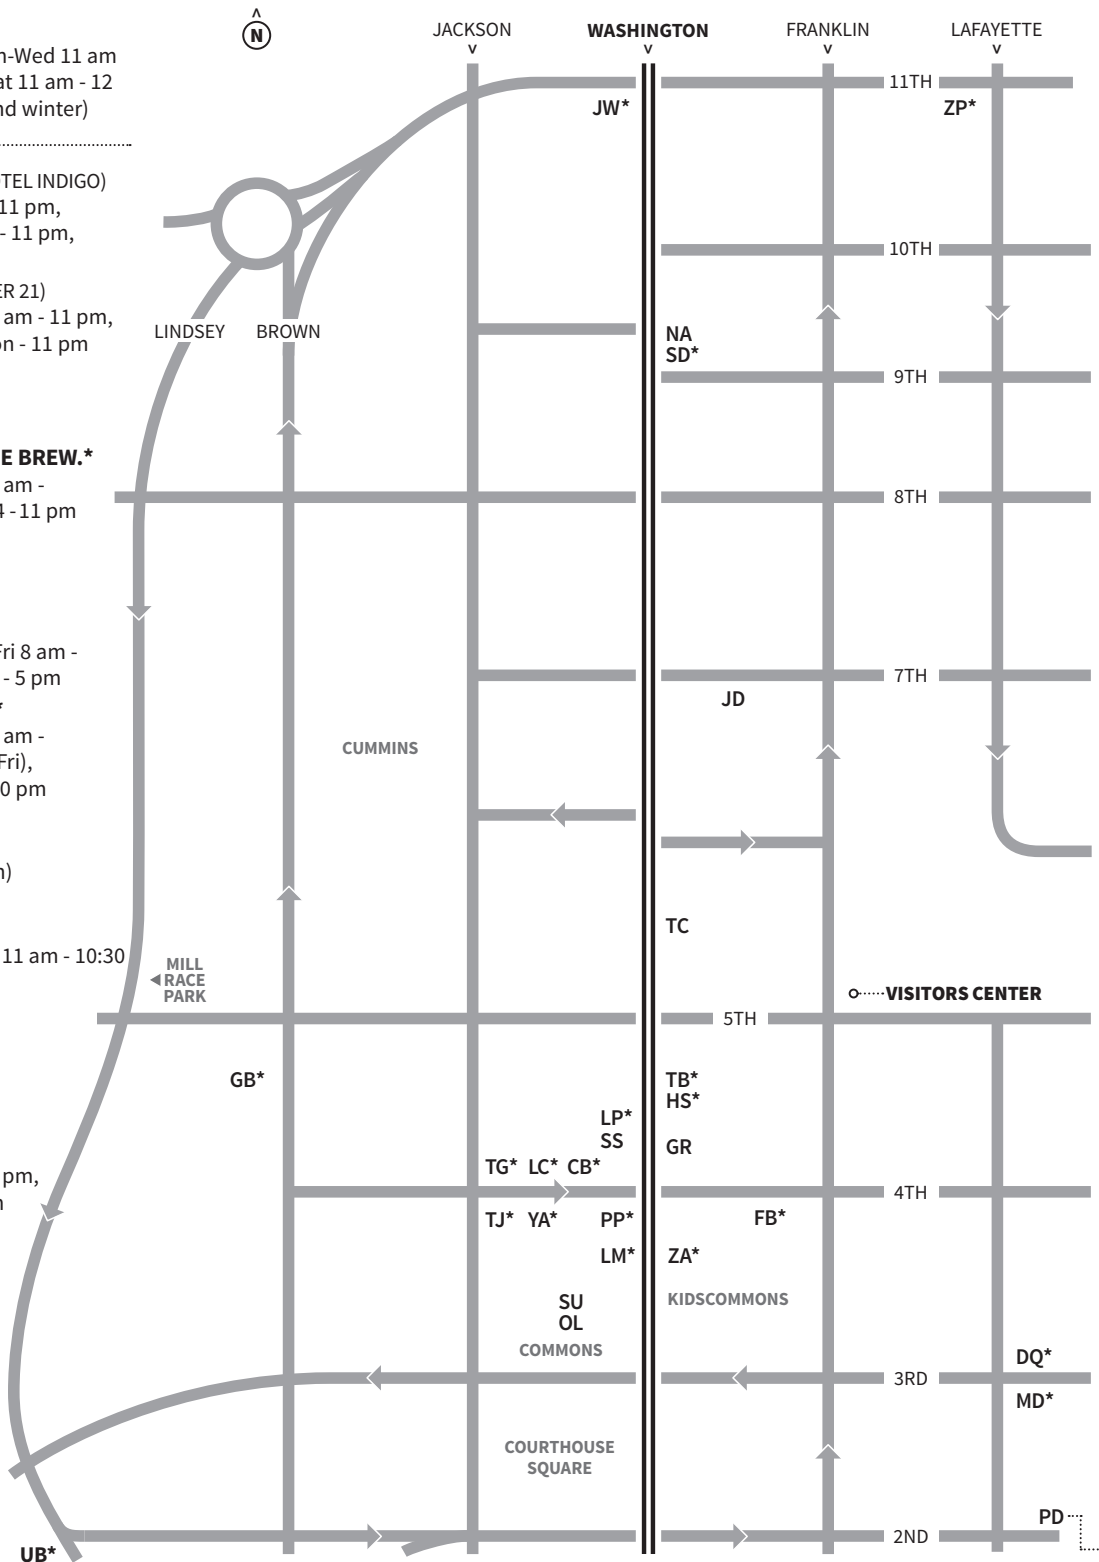 N
JACKSON
WASHINGTON
FRANKLIN
LAFAYETTE
-Wed 11 am
at 11 am - 12
nd winter)
TEL INDIGO)
11 pm,
- 11 pm,
ER 21)
am - 11 pm,
on - 11 pm
E BREW.*
am -
4 - 11 pm
Fri 8 am -
- 5 pm
*
am -
Fri),
0 pm
)
11 am - 10:30
pm,
11TH
JW*
ZP*
10TH
LINDSEY
BROWN
NA
SD*
9TH
8TH
7TH
JD
CUMMINS
TC
MILL
RACE
PARK
VISITORS CENTER
5TH
GB*
TB*
HS*
LP*
SS
GR
TG* LC* CB*
4TH
TJ* YA* PP*
FB*
LM*
ZA*
SU
OL
KIDSCOMMONS
COMMONS
DQ*
3RD
MD*
COURTHOUSE
SQUARE
PD
2ND
UB*